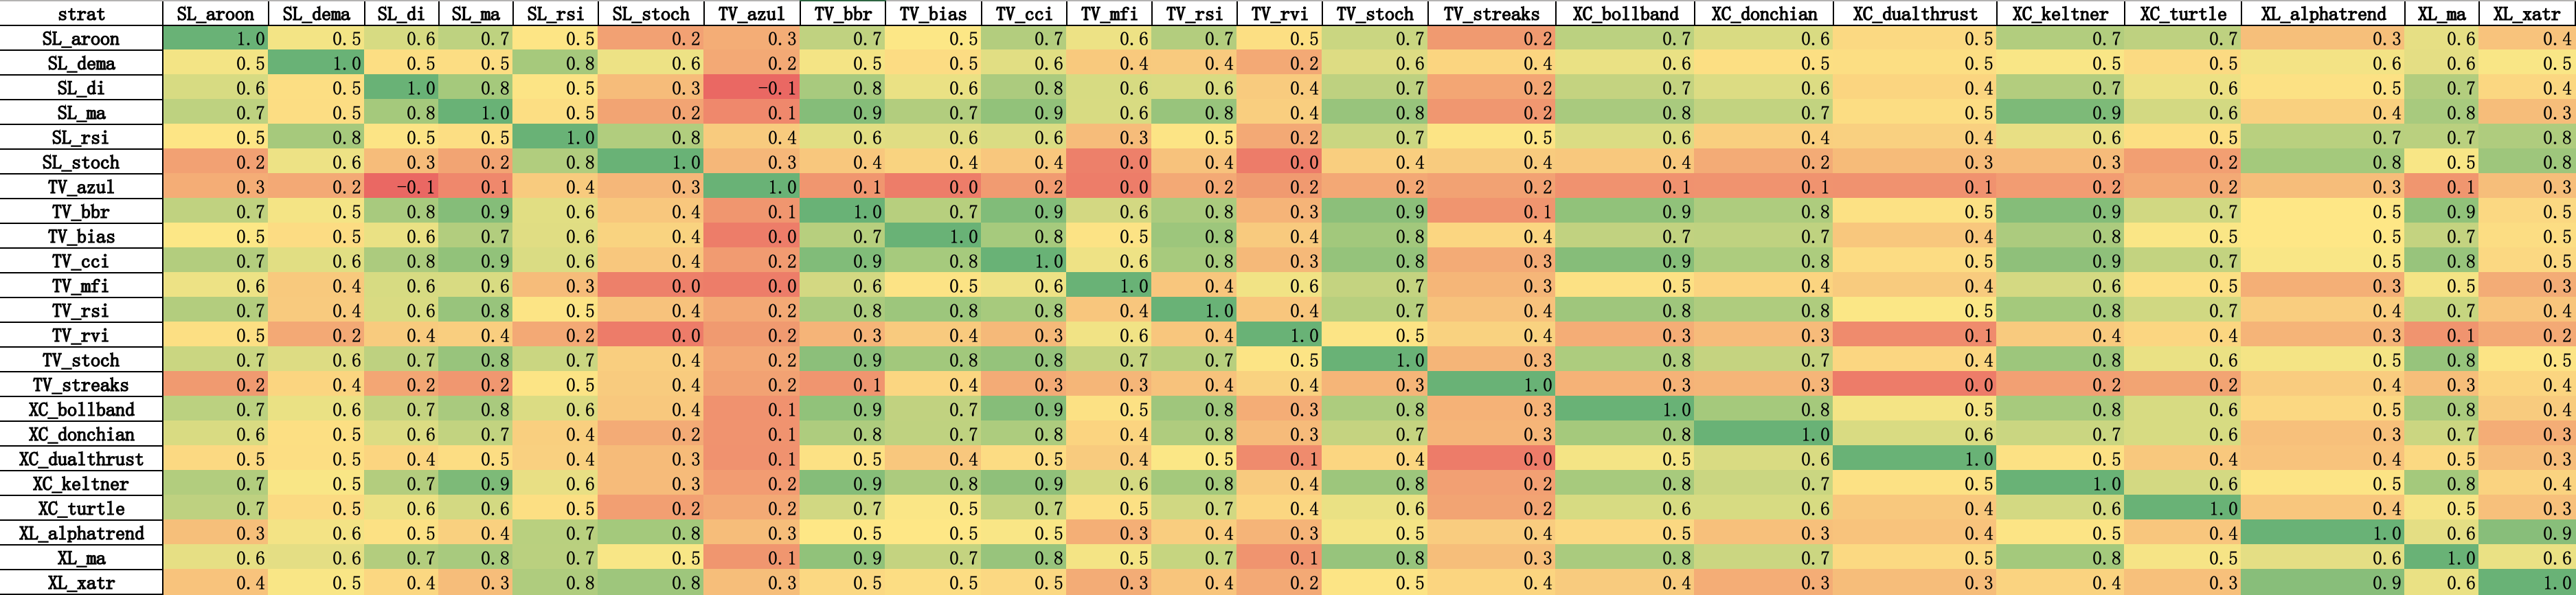 strat SL_aroon SL_dema SL_di SL_ma SL_rsi SL_stoch TV_azul TV_bbr TV_bias TV_cci TV_mfi TV_rsi TV_rvi TV_stoch TV_streaks XC_bollband XC_donchian XC_dualthrust XC_keltner XC_turtle XL_alphatrend XL_ma XL_xatr
SL_aroon 1.0 0.5 0.6 0.7 0.5 0.2 0.3 0.7 0.5 0.7 0.6 0.7 0.5 0.7 0.2 0.7 0.6 0.5 0.7 0.7 0.3 0.6 0.4
SL_dema 0.5 1.0 0.5 0.5 0.8 0.6 0.2 0.5 0.5 0.6 0.4 0.4 0.2 0.6 0.4 0.6 0.5 0.5 0.5 0.5 0.6 0.6 0.5
SL_di 0.6 0.5 1.0 0.8 0.5 0.3 -0.1 0.8 0.6 0.8 0.6 0.6 0.4 0.7 0.2 0.7 0.6 0.4 0.7 0.6 0.5 0.7 0.4
SL_ma 0.7 0.5 0.8 1.0 0.5 0.2 0.1 0.9 0.7 0.9 0.6 0.8 0.4 0.8 0.2 0.8 0.7 0.5 0.9 0.6 0.4 0.8 0.3
SL_rsi 0.5 0.8 0.5 0.5 1.0 0.8 0.4 0.6 0.6 0.6 0.3 0.5 0.2 0.7 0.5 0.6 0.4 0.4 0.6 0.5 0.7 0.7 0.8
SL_stoch 0.2 0.6 0.3 0.2 0.8 1.0 0.3 0.4 0.4 0.4 0.0 0.4 0.0 0.4 0.4 0.4 0.2 0.3 0.3 0.2 0.8 0.5 0.8
TV_azul 0.3 0.2 -0.1 0.1 0.4 0.3 1.0 0.1 0.0 0.2 0.0 0.2 0.2 0.2 0.2 0.1 0.1 0.1 0.2 0.2 0.3 0.1 0.3
TV_bbr 0.7 0.5 0.8 0.9 0.6 0.4 0.1 1.0 0.7 0.9 0.6 0.8 0.3 0.9 0.1 0.9 0.8 0.5 0.9 0.7 0.5 0.9 0.5
TV_bias 0.5 0.5 0.6 0.7 0.6 0.4 0.0 0.7 1.0 0.8 0.5 0.8 0.4 0.8 0.4 0.7 0.7 0.4 0.8 0.5 0.5 0.7 0.5
TV_cci 0.7 0.6 0.8 0.9 0.6 0.4 0.2 0.9 0.8 1.0 0.6 0.8 0.3 0.8 0.3 0.9 0.8 0.5 0.9 0.7 0.5 0.8 0.5
TV_mfi 0.6 0.4 0.6 0.6 0.3 0.0 0.0 0.6 0.5 0.6 1.0 0.4 0.6 0.7 0.3 0.5 0.4 0.4 0.6 0.5 0.3 0.5 0.3
TV_rsi 0.7 0.4 0.6 0.8 0.5 0.4 0.2 0.8 0.8 0.8 0.4 1.0 0.4 0.7 0.4 0.8 0.8 0.5 0.8 0.7 0.4 0.7 0.4
TV_rvi 0.5 0.2 0.4 0.4 0.2 0.0 0.2 0.3 0.4 0.3 0.6 0.4 1.0 0.5 0.4 0.3 0.3 0.1 0.4 0.4 0.3 0.1 0.2
TV_stoch 0.7 0.6 0.7 0.8 0.7 0.4 0.2 0.9 0.8 0.8 0.7 0.7 0.5 1.0 0.3 0.8 0.7 0.4 0.8 0.6 0.5 0.8 0.5
TV_streaks 0.2 0.4 0.2 0.2 0.5 0.4 0.2 0.1 0.4 0.3 0.3 0.4 0.4 0.3 1.0 0.3 0.3 0.0 0.2 0.2 0.4 0.3 0.4
XC_bollband 0.7 0.6 0.7 0.8 0.6 0.4 0.1 0.9 0.7 0.9 0.5 0.8 0.3 0.8 0.3 1.0 0.8 0.5 0.8 0.6 0.5 0.8 0.4
XC_donchian 0.6 0.5 0.6 0.7 0.4 0.2 0.1 0.8 0.7 0.8 0.4 0.8 0.3 0.7 0.3 0.8 1.0 0.6 0.7 0.6 0.3 0.7 0.3
XC_dualthrust 0.5 0.5 0.4 0.5 0.4 0.3 0.1 0.5 0.4 0.5 0.4 0.5 0.1 0.4 0.0 0.5 0.6 1.0 0.5 0.4 0.4 0.5 0.3
XC_keltner 0.7 0.5 0.7 0.9 0.6 0.3 0.2 0.9 0.8 0.9 0.6 0.8 0.4 0.8 0.2 0.8 0.7 0.5 1.0 0.6 0.5 0.8 0.4
XC_turtle 0.7 0.5 0.6 0.6 0.5 0.2 0.2 0.7 0.5 0.7 0.5 0.7 0.4 0.6 0.2 0.6 0.6 0.4 0.6 1.0 0.4 0.5 0.3
XL_alphatrend 0.3 0.6 0.5 0.4 0.7 0.8 0.3 0.5 0.5 0.5 0.3 0.4 0.3 0.5 0.4 0.5 0.3 0.4 0.5 0.4 1.0 0.6 0.9
XL_ma 0.6 0.6 0.7 0.8 0.7 0.5 0.1 0.9 0.7 0.8 0.5 0.7 0.1 0.8 0.3 0.8 0.7 0.5 0.8 0.5 0.6 1.0 0.6
XL_xatr 0.4 0.5 0.4 0.3 0.8 0.8 0.3 0.5 0.5 0.5 0.3 0.4 0.2 0.5 0.4 0.4 0.3 0.3 0.4 0.3 0.9 0.6 1.0